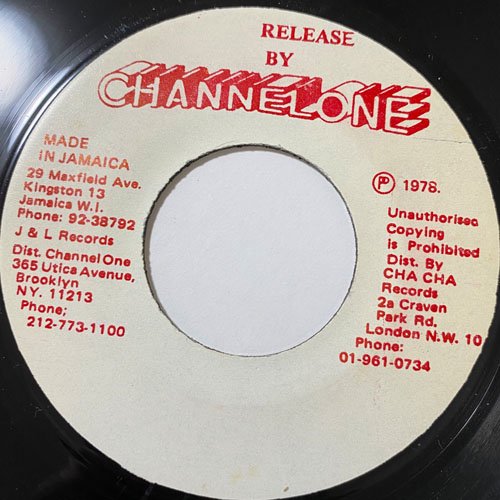 RELEASE
BY
CHANNEL ONE
MADE
IN JAMAICA
29 Maxfield Ave.
Kingston 13
Jamaica W.I.
Phone: 92-38792
J & L Records
Dist. Channel One
365 Utica Avenue,
Brooklyn
NY. 11213
Phone;
212-773-1100
Ⓟ 1978.
Unauthorised
Copying
is Prohibited
Dist. By
CHA CHA
Records
2a Craven
Park Rd.
London N.W. 10
Phone:
01-961-0734